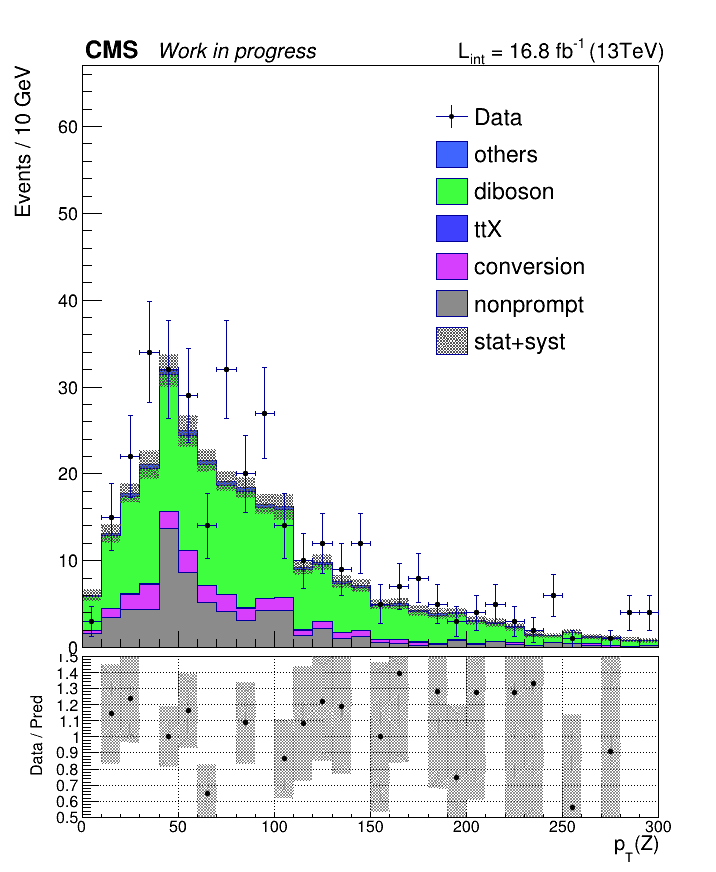 CMS Work in progress L_int = 16.8 fb^-1 (13TeV)
Events / 10 GeV
60
50
40
30
20
10
0
Data
others
diboson
ttX
conversion
nonprompt
stat+syst
Data / Pred
1.5
1.4
1.3
1.2
1.1
1
0.9
0.8
0.7
0.6
0.5
0 50 100 150 200 250 300
p_T(Z)